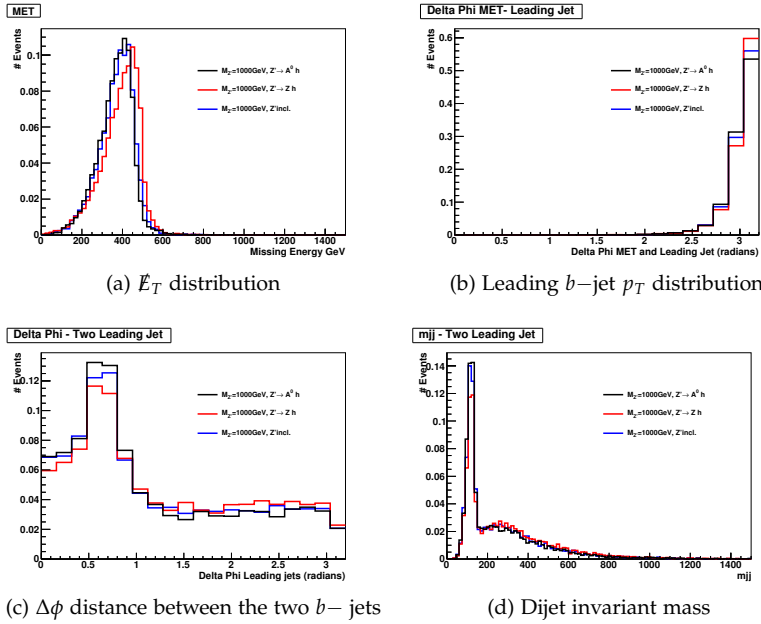 MET
# Events
M_Z=1000GeV, Z'→ A⁰ h
M_Z=1000GeV, Z'→ Z h
M_Z=1000GeV, Z'incl.
0.1
0.08
0.06
0.04
0.02
0
0 200 400 600 800 1000 1200 1400
Missing Energy GeV
(a) E̸_T distribution
Delta Phi MET- Leading Jet
# Events
M_Z=1000GeV, Z'→ A⁰ h
M_Z=1000GeV, Z'→ Z h
M_Z=1000GeV, Z'incl.
0.6
0.5
0.4
0.3
0.2
0.1
0
0 0.5 1 1.5 2 2.5 3
Delta Phi MET and Leading Jet (radians)
(b) Leading b−jet p_T distribution
Delta Phi - Two Leading Jet
# Events
M_Z=1000GeV, Z'→ A⁰ h
M_Z=1000GeV, Z'→ Z h
M_Z=1000GeV, Z'incl.
0.12
0.1
0.08
0.06
0.04
0.02
0
0 0.5 1 1.5 2 2.5 3
Delta Phi Leading jets (radians)
(c) Δϕ distance between the two b− jets
mjj - Two Leading Jet
# Events
M_Z=1000GeV, Z'→ A⁰ h
M_Z=1000GeV, Z'→ Z h
M_Z=1000GeV, Z'incl.
0.14
0.12
0.1
0.08
0.06
0.04
0.02
0
0 200 400 600 800 1000 1200 1400
mjj
(d) Dijet invariant mass